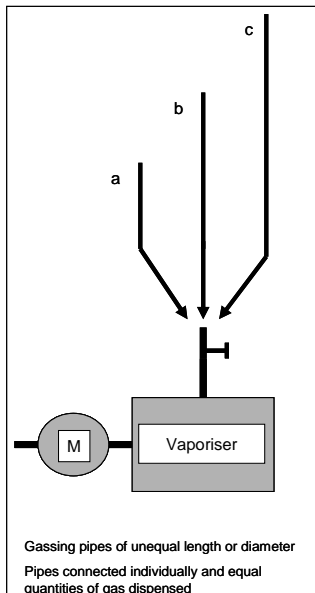 c
b
a
M
Vaporiser
Gassing pipes of unequal length or diameter
Pipes connected individually and equal
quantities of gas dispensed